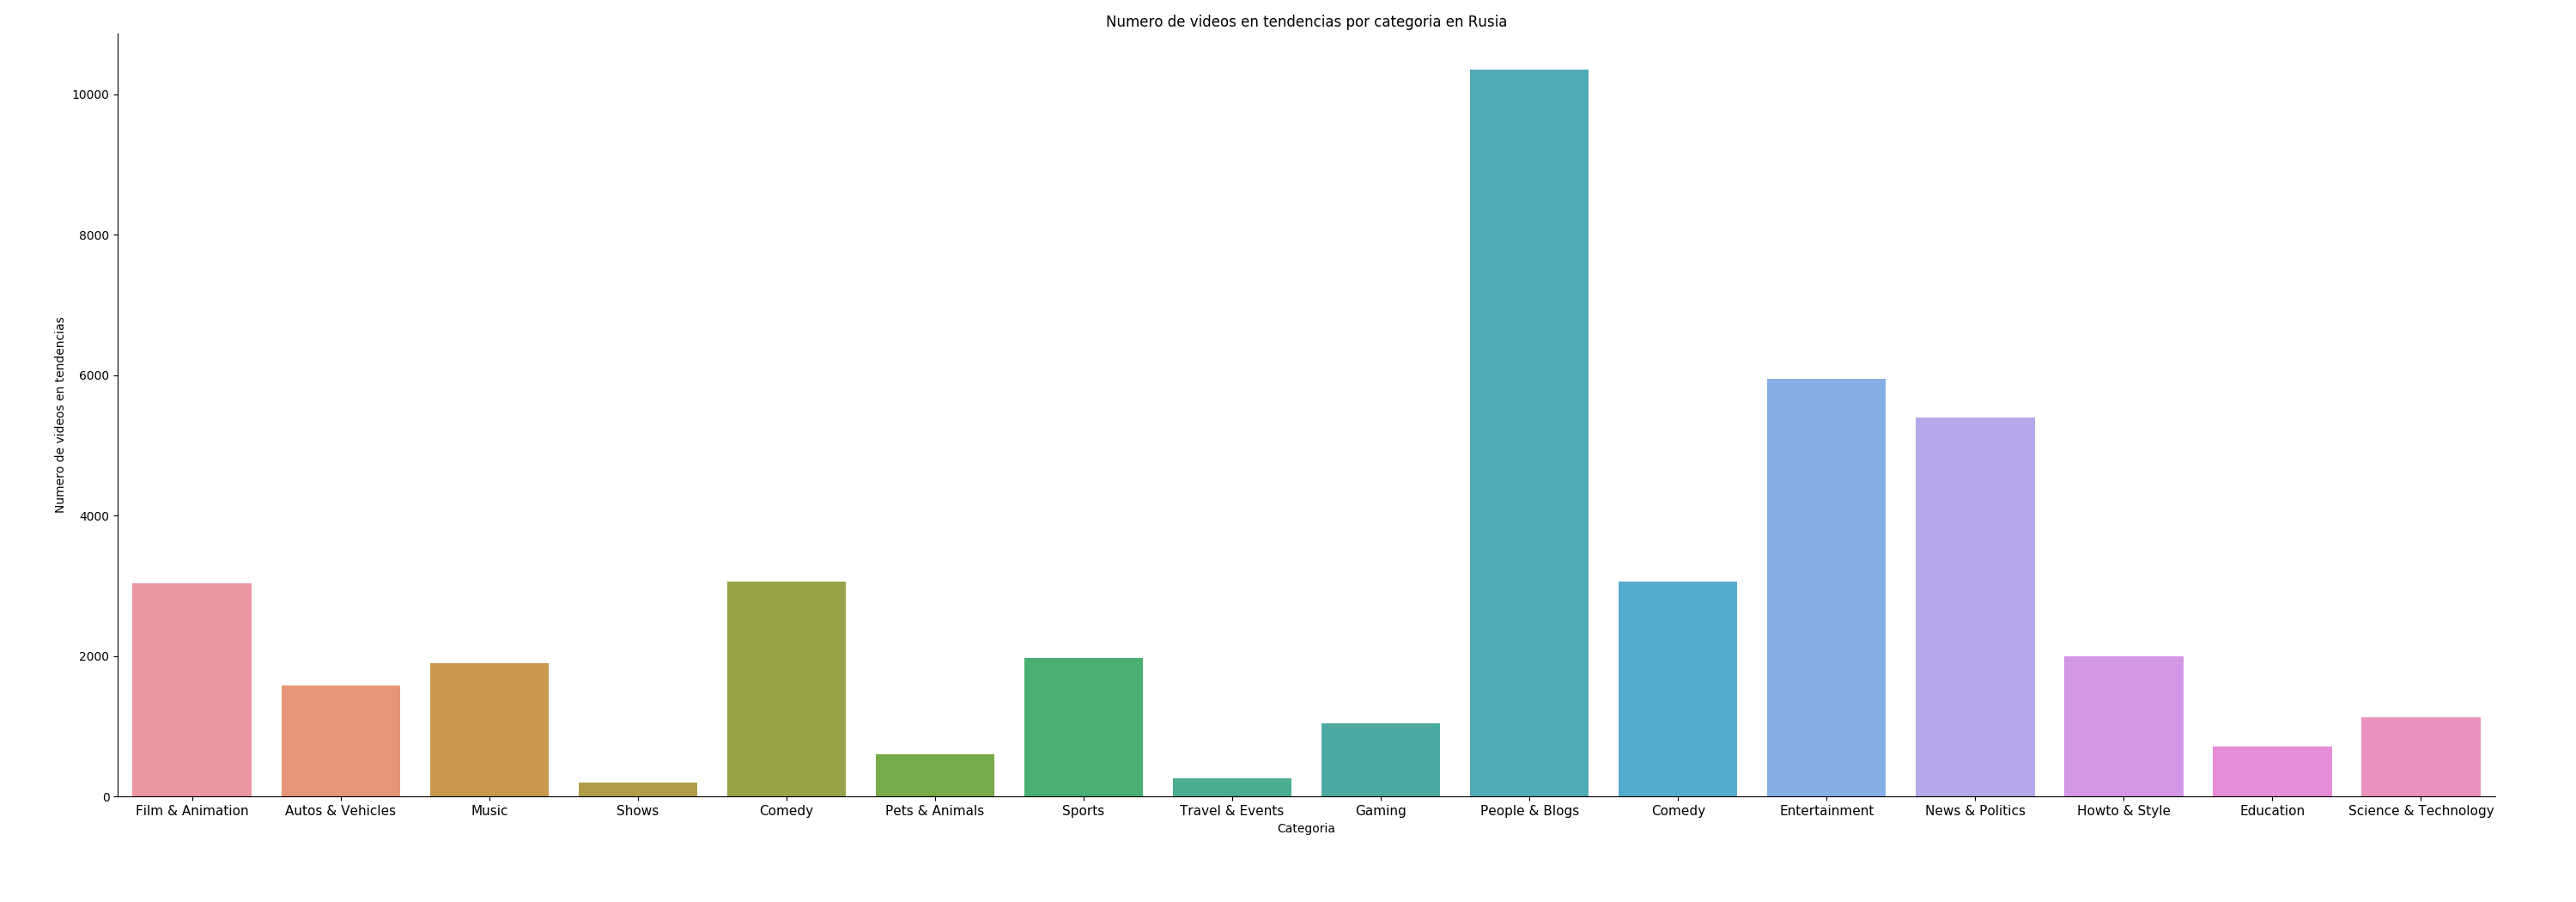 Numero de videos en tendencias por categoria en Rusia
Numero de videos en tendencias
10000
8000
6000
4000
2000
0
Film & Animation
Autos & Vehicles
Music
Shows
Comedy
Pets & Animals
Sports
Travel & Events
Gaming
People & Blogs
Comedy
Entertainment
News & Politics
Howto & Style
Education
Science & Technology
Categoria